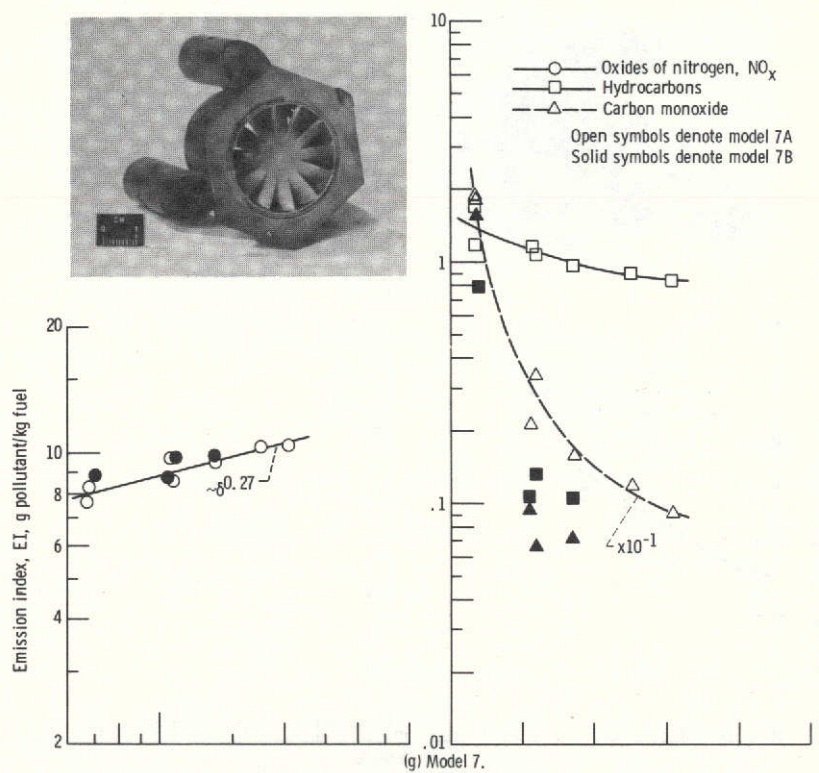 Oxides of nitrogen, NOx
Hydrocarbons
Carbon monoxide
Open symbols denote model 7A
Solid symbols denote model 7B
10
1
.1
.01
x10-1
20
10
8
6
4
2
~δ0.27
Emission index, EI, g pollutant/kg fuel
CM
(g) Model 7.